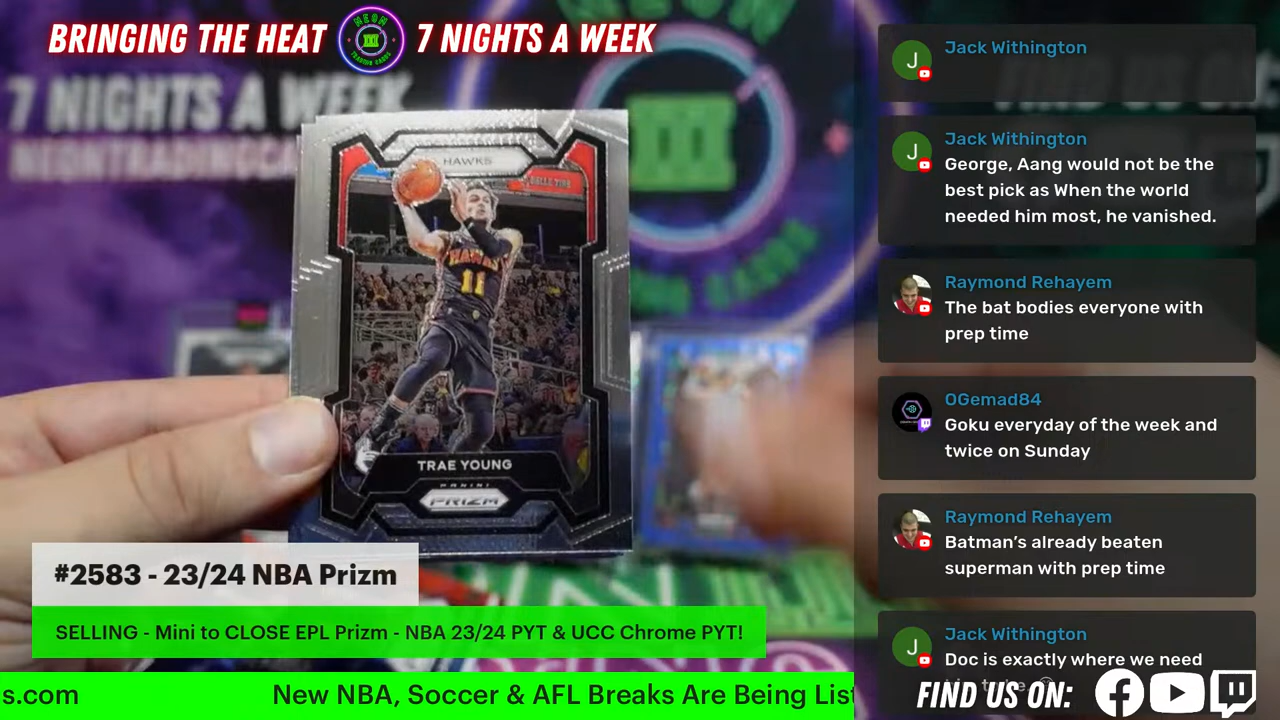 BRINGING THE HEAT
NEON
III
TRADING CARDS
7 NIGHTS A WEEK
7 NIGHTS A WEEK
HAWKS
HAWKS
11
TRAE YOUNG
PANINI
PRIZM
#2583 - 23/24 NBA Prizm
SELLING - Mini to CLOSE EPL Prizm - NBA 23/24 PYT & UCC Chrome PYT!
s.com
New NBA, Soccer & AFL Breaks Are Being List
J
Jack Withington
J
Jack Withington
George, Aang would not be the
best pick as When the world
needed him most, he vanished.
Raymond Rehayem
The bat bodies everyone with
prep time
OGemad84
Goku everyday of the week and
twice on Sunday
Raymond Rehayem
Batman's already beaten
superman with prep time
J
Jack Withington
Doc is exactly where we need
FIND US ON: